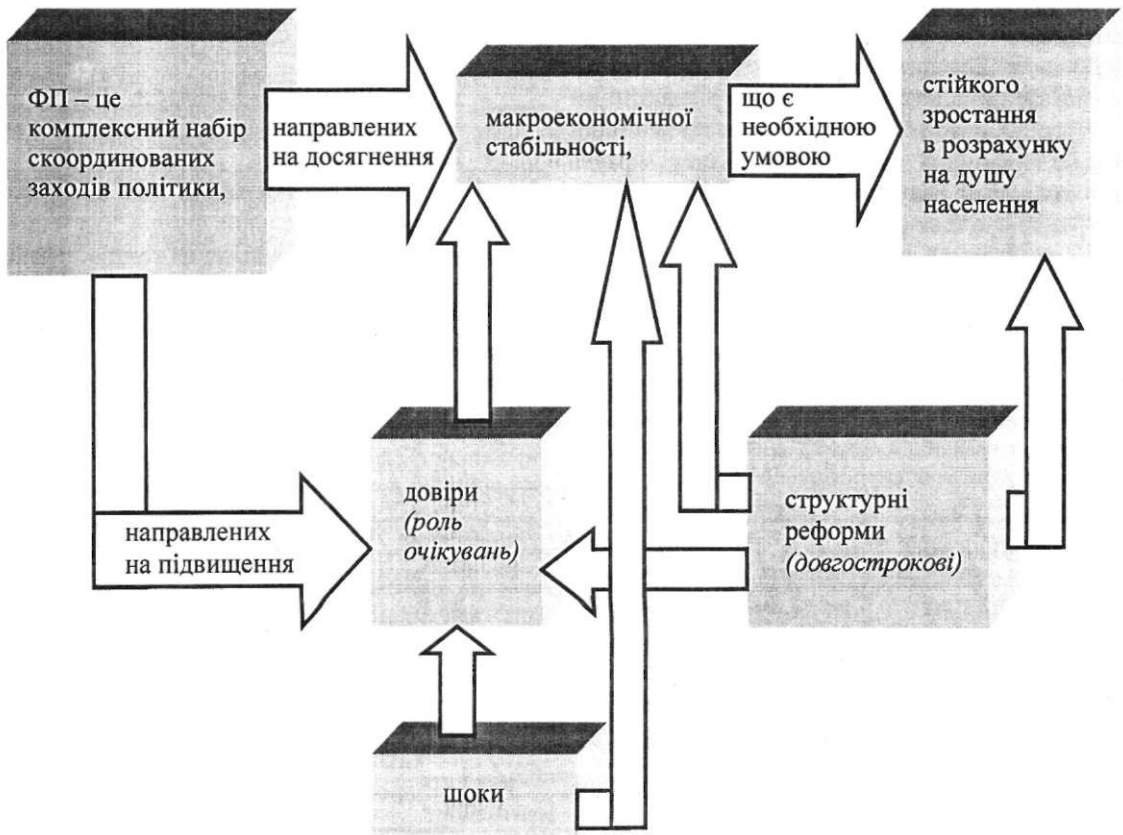 ФП – це
комплексний набір
скоординованих
заходів політики,
направлених
на досягнення
макроекономічної
стабільності,
що є
необхідною
умовою
стійкого
зростання
в розрахунку
на душу
населення
направлених
на підвищення
довіри
(роль
очікувань)
структурні
реформи
(довгострокові)
шоки